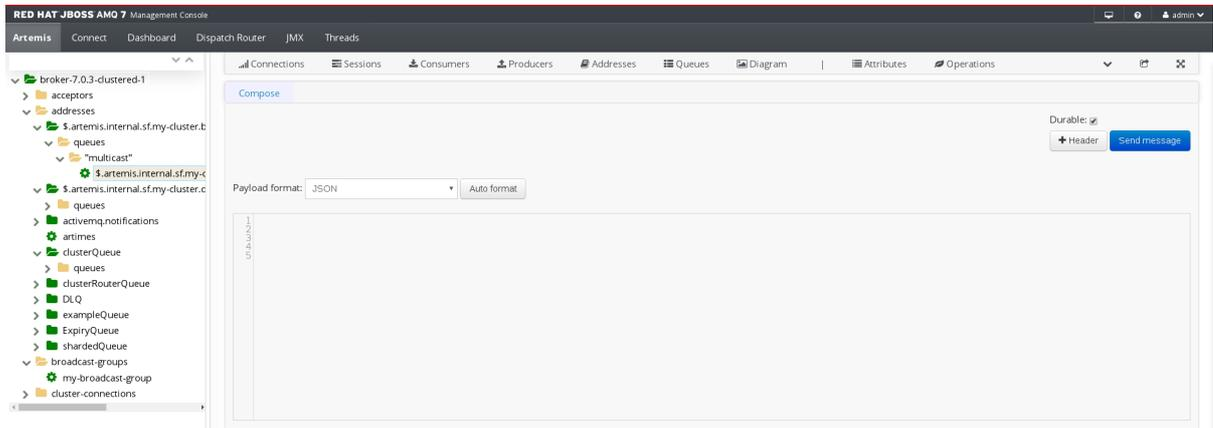 RED HAT JBOSS AMQ 7 Management Console
admin
Artemis Connect Dashboard Dispatch Router JMX Threads
Connections Sessions Consumers Producers Addresses Queues Diagram | Attributes Operations
broker-7.0.3-clustered-1
acceptors
addresses
$.artemis.internal.sf.my-cluster.b
queues
"multicast"
$.artemis.internal.sf.my-c
$.artemis.internal.sf.my-cluster.c
queues
activemq.notifications
artimes
clusterQueue
queues
clusterRouterQueue
DLQ
exampleQueue
ExpiryQueue
shardedQueue
broadcast-groups
my-broadcast-group
cluster-connections
Compose
Durable:
Header Send message
Payload format: JSON Auto format
1
2
3
4
5